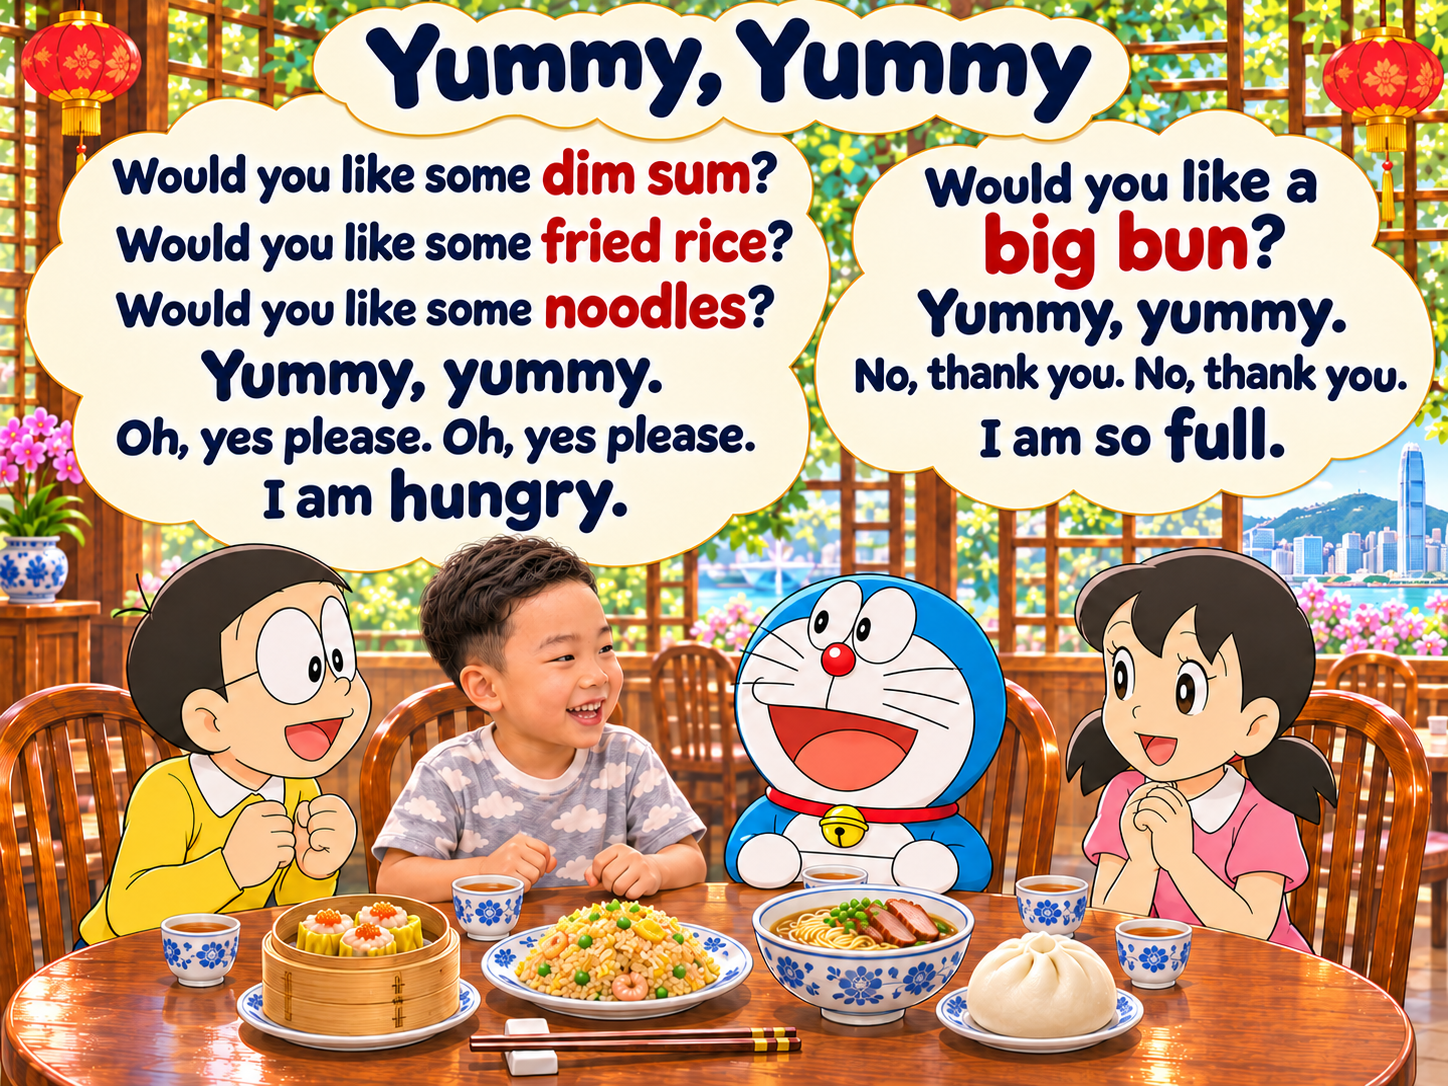 Yummy, Yummy
Would you like some dim sum?
Would you like some fried rice?
Would you like some noodles?
Yummy, yummy.
Oh, yes please. Oh, yes please.
I am hungry.
Would you like a
big bun?
Yummy, yummy.
No, thank you. No, thank you.
I am so full.